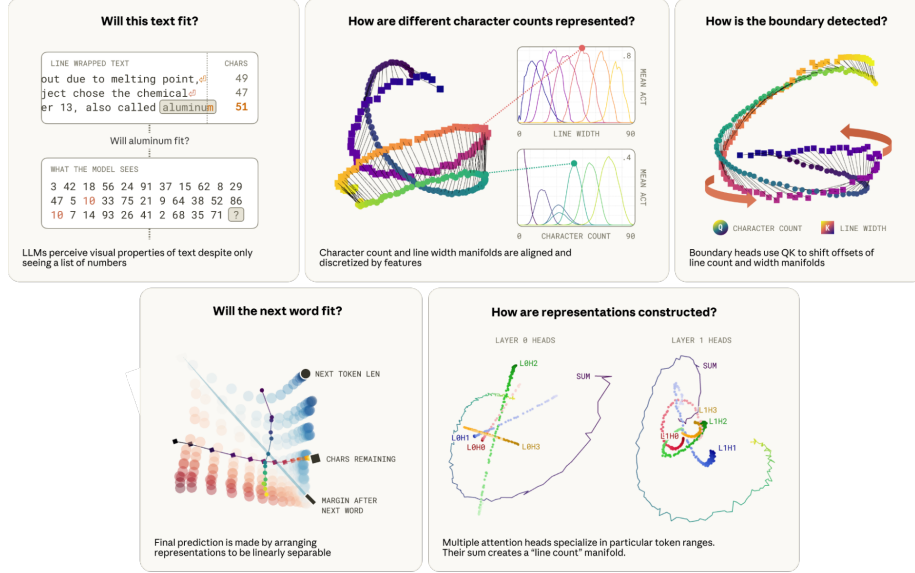 Will this text fit?
LINE WRAPPED TEXT CHARS
out due to melting point,⏎ 49
ject chose the chemical⏎ 47
er 13, also called aluminum 51
Will aluminum fit?
WHAT THE MODEL SEES
3 42 18 56 24 91 37 15 62 8 29
47 5 10 33 75 21 9 64 38 52 86
10 7 14 93 26 41 2 68 35 71 ?
LLMs perceive visual properties of text despite only
seeing a list of numbers
How are different character counts represented?
.8
MEAN ACT
0 LINE WIDTH 90
.4
MEAN ACT
0 CHARACTER COUNT 90
Character count and line width manifolds are aligned and
discretized by features
How is the boundary detected?
Q CHARACTER COUNT K LINE WIDTH
Boundary heads use QK to shift offsets of
line count and width manifolds
Will the next word fit?
NEXT TOKEN LEN
CHARS REMAINING
MARGIN AFTER
NEXT WORD
Final prediction is made by arranging
representations to be linearly separable
How are representations constructed?
LAYER 0 HEADS
L0H2
SUM
L0H1
L0H0
L0H3
LAYER 1 HEADS
SUM
L1H3
L1H2
L1H0
L1H1
Multiple attention heads specialize in particular token ranges.
Their sum creates a “line count” manifold.